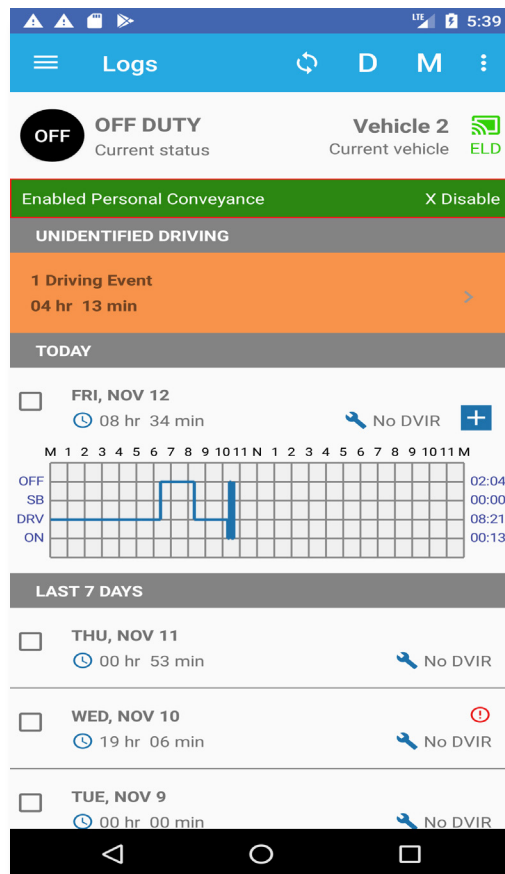 LTE 5:39
Logs D M
OFF OFF DUTY Vehicle 2
Current status Current vehicle ELD
Enabled Personal Conveyance X Disable
UNIDENTIFIED DRIVING
1 Driving Event
04 hr 13 min
TODAY
FRI, NOV 12
08 hr 34 min No DVIR
M 1 2 3 4 5 6 7 8 9 10 11 N 1 2 3 4 5 6 7 8 9 10 11 M
OFF 02:04
SB 00:00
DRV 08:21
ON 00:13
LAST 7 DAYS
THU, NOV 11
00 hr 53 min No DVIR
WED, NOV 10
19 hr 06 min No DVIR
TUE, NOV 9
00 hr 00 min No DVIR